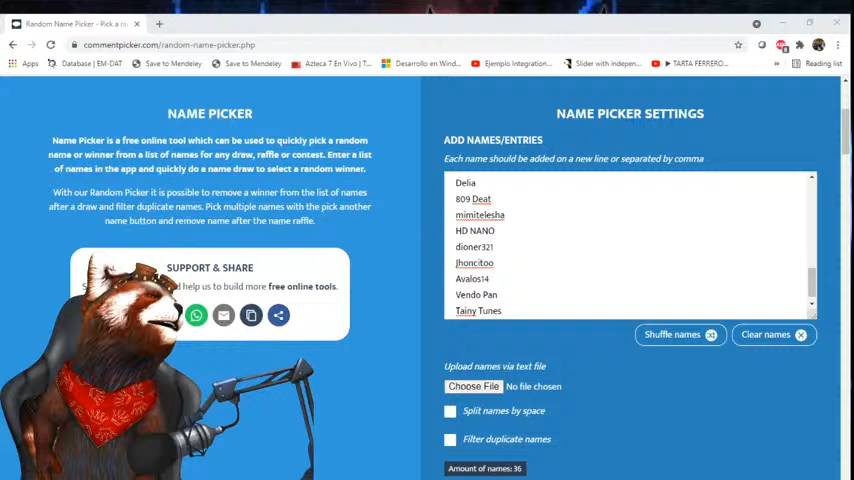 Random Name Picker - Pick a ra
commentpicker.com/random-name-picker.php
Apps Database | EM-DAT Save to Mendeley Save to Mendeley Azteca 7 En Vivo | T... Desarrollo en Wind... Ejemplo Integration... Slider with indepen... ▶ TARTA FERRERO... » Reading list
NAME PICKER
Name Picker is a free online tool which can be used to quickly pick a random
name or winner from a list of names for any draw, raffle or contest. Enter a list
of names in the app and quickly do a name draw to select a random winner.
With our Random Picker it is possible to remove a winner from the list of names
after a draw and filter duplicate names. Pick multiple names with the pick another
name button and remove name after the name raffle.
SUPPORT & SHARE
help us to build more free online tools.
NAME PICKER SETTINGS
ADD NAMES/ENTRIES
Each name should be added on a new line or separated by comma
Delia
809 Deat
mimitelesha
HD NANO
dioner321
Jhoncitoo
Avalos14
Vendo Pan
Tainy Tunes
Shuffle names Clear names
Upload names via text file
Choose File No file chosen
Split names by space
Filter duplicate names
Amount of names: 36